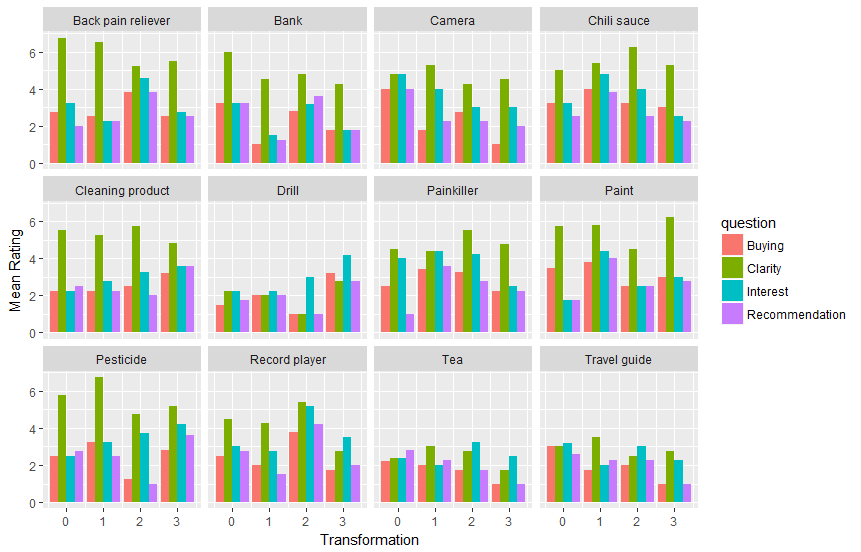 Back pain reliever Bank Camera Chili sauce
6
4
2
0
Cleaning product Drill Painkiller Paint
6
4
2
0
Pesticide Record player Tea Travel guide
6
4
2
0
0 1 2 3 0 1 2 3 0 1 2 3 0 1 2 3
Transformation
Mean Rating
question
Buying
Clarity
Interest
Recommendation